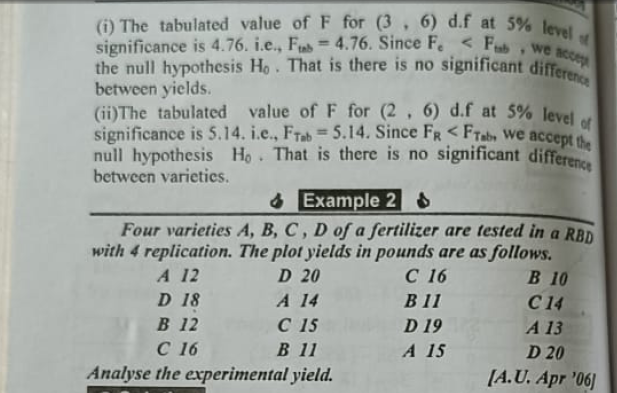 (i) The tabulated value of F for (3 , 6) d.f at 5% level of
significance is 4.76. i.e., Ftab = 4.76. Since Fc < Ftab , we accept
the null hypothesis H0 . That is there is no significant difference
between yields.
(ii)The tabulated value of F for (2 , 6) d.f at 5% level of
significance is 5.14. i.e., FTab = 5.14. Since FR < FTab, we accept the
null hypothesis H0 . That is there is no significant difference
between varieties.
Example 2
Four varieties A, B, C , D of a fertilizer are tested in a RBD
with 4 replication. The plot yields in pounds are as follows.
A 12 D 20 C 16 B 10
D 18 A 14 B 11 C 14
B 12 C 15 D 19 A 13
C 16 B 11 A 15 D 20
Analyse the experimental yield. [A.U. Apr '06]